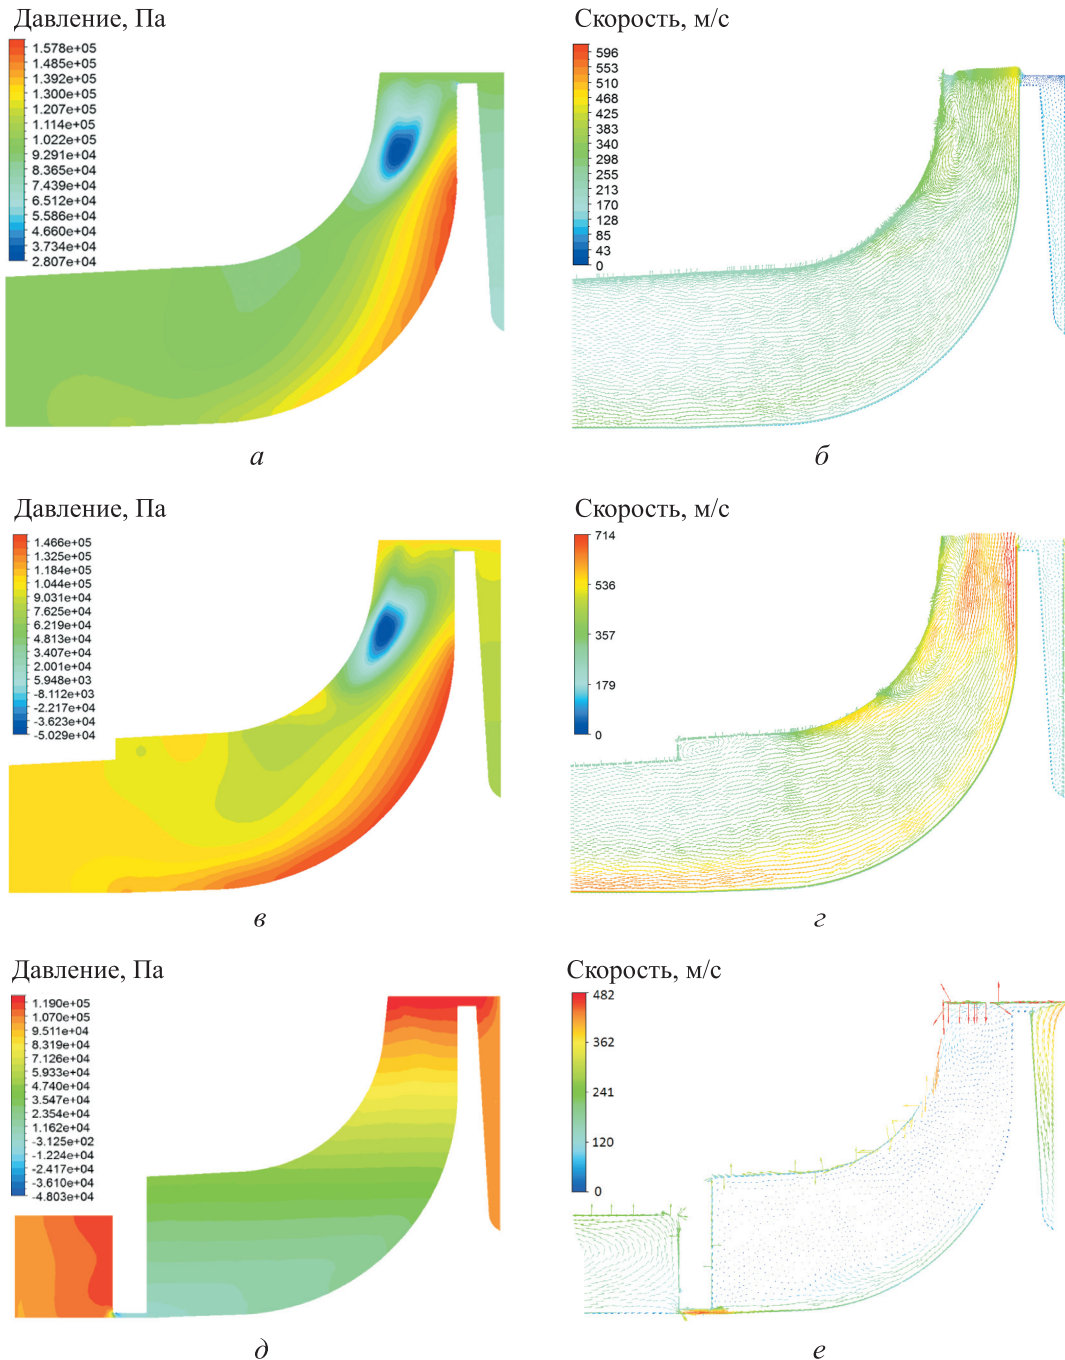 Давление, Па
1.578e+05
1.485e+05
1.392e+05
1.300e+05
1.207e+05
1.114e+05
1.022e+05
9.291e+04
8.365e+04
7.439e+04
6.512e+04
5.586e+04
4.660e+04
3.734e+04
2.807e+04
а
Скорость, м/с
596
553
510
468
425
383
340
298
255
213
170
128
85
43
0
б
Давление, Па
1.466e+05
1.325e+05
1.184e+05
1.044e+05
9.031e+04
7.625e+04
6.219e+04
4.813e+04
3.407e+04
2.001e+04
5.948e+03
-8.112e+03
-2.217e+04
-3.623e+04
-5.029e+04
в
Скорость, м/с
714
536
357
179
0
г
Давление, Па
1.190e+05
1.070e+05
9.511e+04
8.319e+04
7.126e+04
5.933e+04
4.740e+04
3.547e+04
2.354e+04
1.162e+04
-3.125e+02
-1.224e+04
-2.417e+04
-3.610e+04
-4.803e+04
д
Скорость, м/с
482
362
241
120
0
е